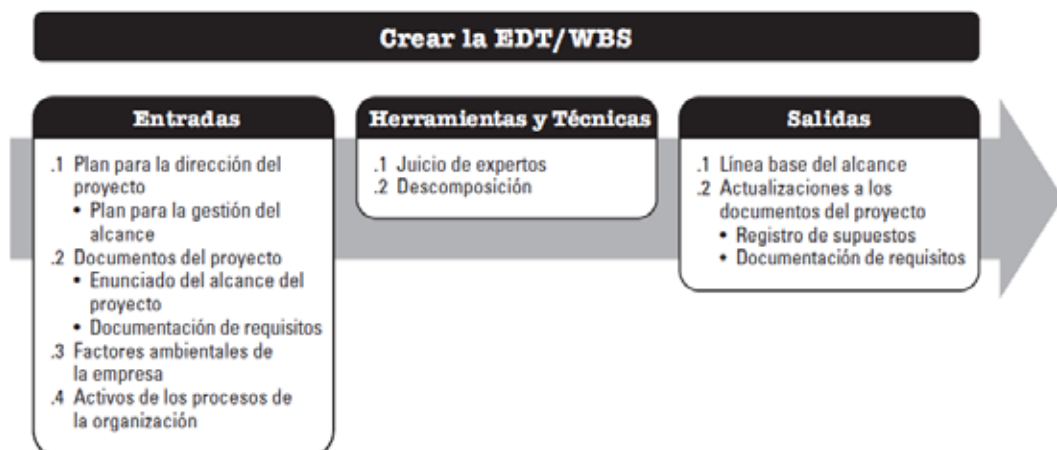 Crear la EDT/WBS
Entradas
.1 Plan para la dirección del
proyecto
• Plan para la gestión del
alcance
.2 Documentos del proyecto
• Enunciado del alcance del
proyecto
• Documentación de requisitos
.3 Factores ambientales de
la empresa
.4 Activos de los procesos de
la organización
Herramientas y Técnicas
.1 Juicio de expertos
.2 Descomposición
Salidas
.1 Línea base del alcance
.2 Actualizaciones a los
documentos del proyecto
• Registro de supuestos
• Documentación de requisitos